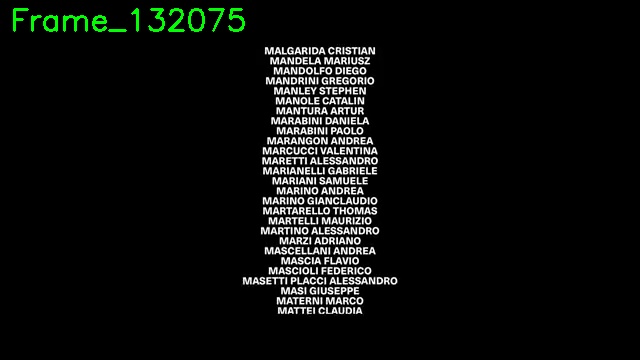 Frame_132075
MALGARIDA CRISTIAN
MANDELA MARIUSZ
MANDOLFO DIEGO
MANDRINI GREGORIO
MANLEY STEPHEN
MANOLE CATALIN
MANTURA ARTUR
MARABINI DANIELA
MARABINI PAOLO
MARANGON ANDREA
MARCUCCI VALENTINA
MARETTI ALESSANDRO
MARIANELLI GABRIELE
MARIANI SAMUELE
MARINO ANDREA
MARINO GIANCLAUDIO
MARTARELLO THOMAS
MARTELLI MAURIZIO
MARTINO ALESSANDRO
MARZI ADRIANO
MASCELLANI ANDREA
MASCIA FLAVIO
MASCIOLI FEDERICO
MASETTI PLACCI ALESSANDRO
MASI GIUSEPPE
MATERNI MARCO
MATTEI CLAUDIA